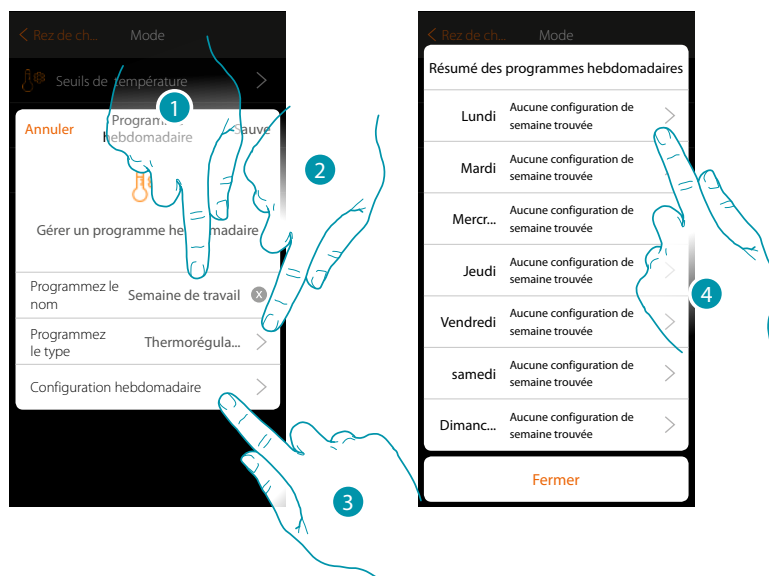 Rez de ch... Mode
Seuils de température
Annuler hebdomadaire Sauve
Gérer un programme
Programmez le nom Semaine de travail
Programmez le type Thermorégula...
Configuration hebdomadaire
1
2
3
Rez de ch... Mode
Résumé des programmes hebdomadaires
Lundi Aucune configuration de semaine trouvée
Mardi Aucune configuration de semaine trouvée
Mercr... Aucune configuration de semaine trouvée
Jeudi Aucune configuration de semaine trouvée
Vendredi Aucune configuration de semaine trouvée
samedi Aucune configuration de semaine trouvée
Dimanc... Aucune configuration de semaine trouvée
Fermer
4